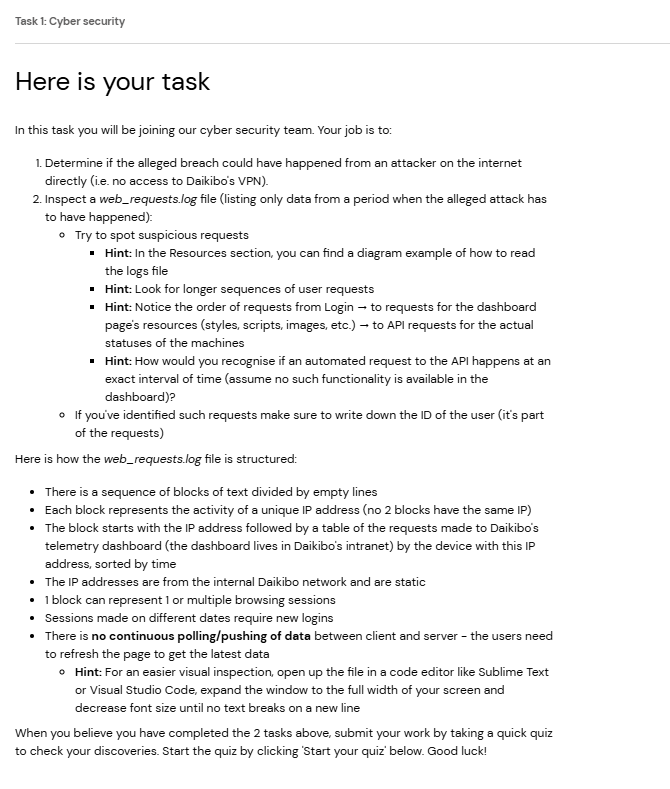 Task 1: Cyber security
Here is your task
In this task you will be joining our cyber security team. Your job is to:
1. Determine if the alleged breach could have happened from an attacker on the internet
directly (i.e. no access to Daikibo's VPN).
2. Inspect a web_requests.log file (listing only data from a period when the alleged attack has
to have happened):
○ Try to spot suspicious requests
■ Hint: In the Resources section, you can find a diagram example of how to read
the logs file
■ Hint: Look for longer sequences of user requests
■ Hint: Notice the order of requests from Login → to requests for the dashboard
page's resources (styles, scripts, images, etc.) → to API requests for the actual
statuses of the machines
■ Hint: How would you recognise if an automated request to the API happens at an
exact interval of time (assume no such functionality is available in the
dashboard)?
○ If you've identified such requests make sure to write down the ID of the user (it's part
of the requests)
Here is how the web_requests.log file is structured:
• There is a sequence of blocks of text divided by empty lines
• Each block represents the activity of a unique IP address (no 2 blocks have the same IP)
• The block starts with the IP address followed by a table of the requests made to Daikibo's
telemetry dashboard (the dashboard lives in Daikibo's intranet) by the device with this IP
address, sorted by time
• The IP addresses are from the internal Daikibo network and are static
• 1 block can represent 1 or multiple browsing sessions
• Sessions made on different dates require new logins
• There is no continuous polling/pushing of data between client and server - the users need
to refresh the page to get the latest data
○ Hint: For an easier visual inspection, open up the file in a code editor like Sublime Text
or Visual Studio Code, expand the window to the full width of your screen and
decrease font size until no text breaks on a new line
When you believe you have completed the 2 tasks above, submit your work by taking a quick quiz
to check your discoveries. Start the quiz by clicking 'Start your quiz' below. Good luck!